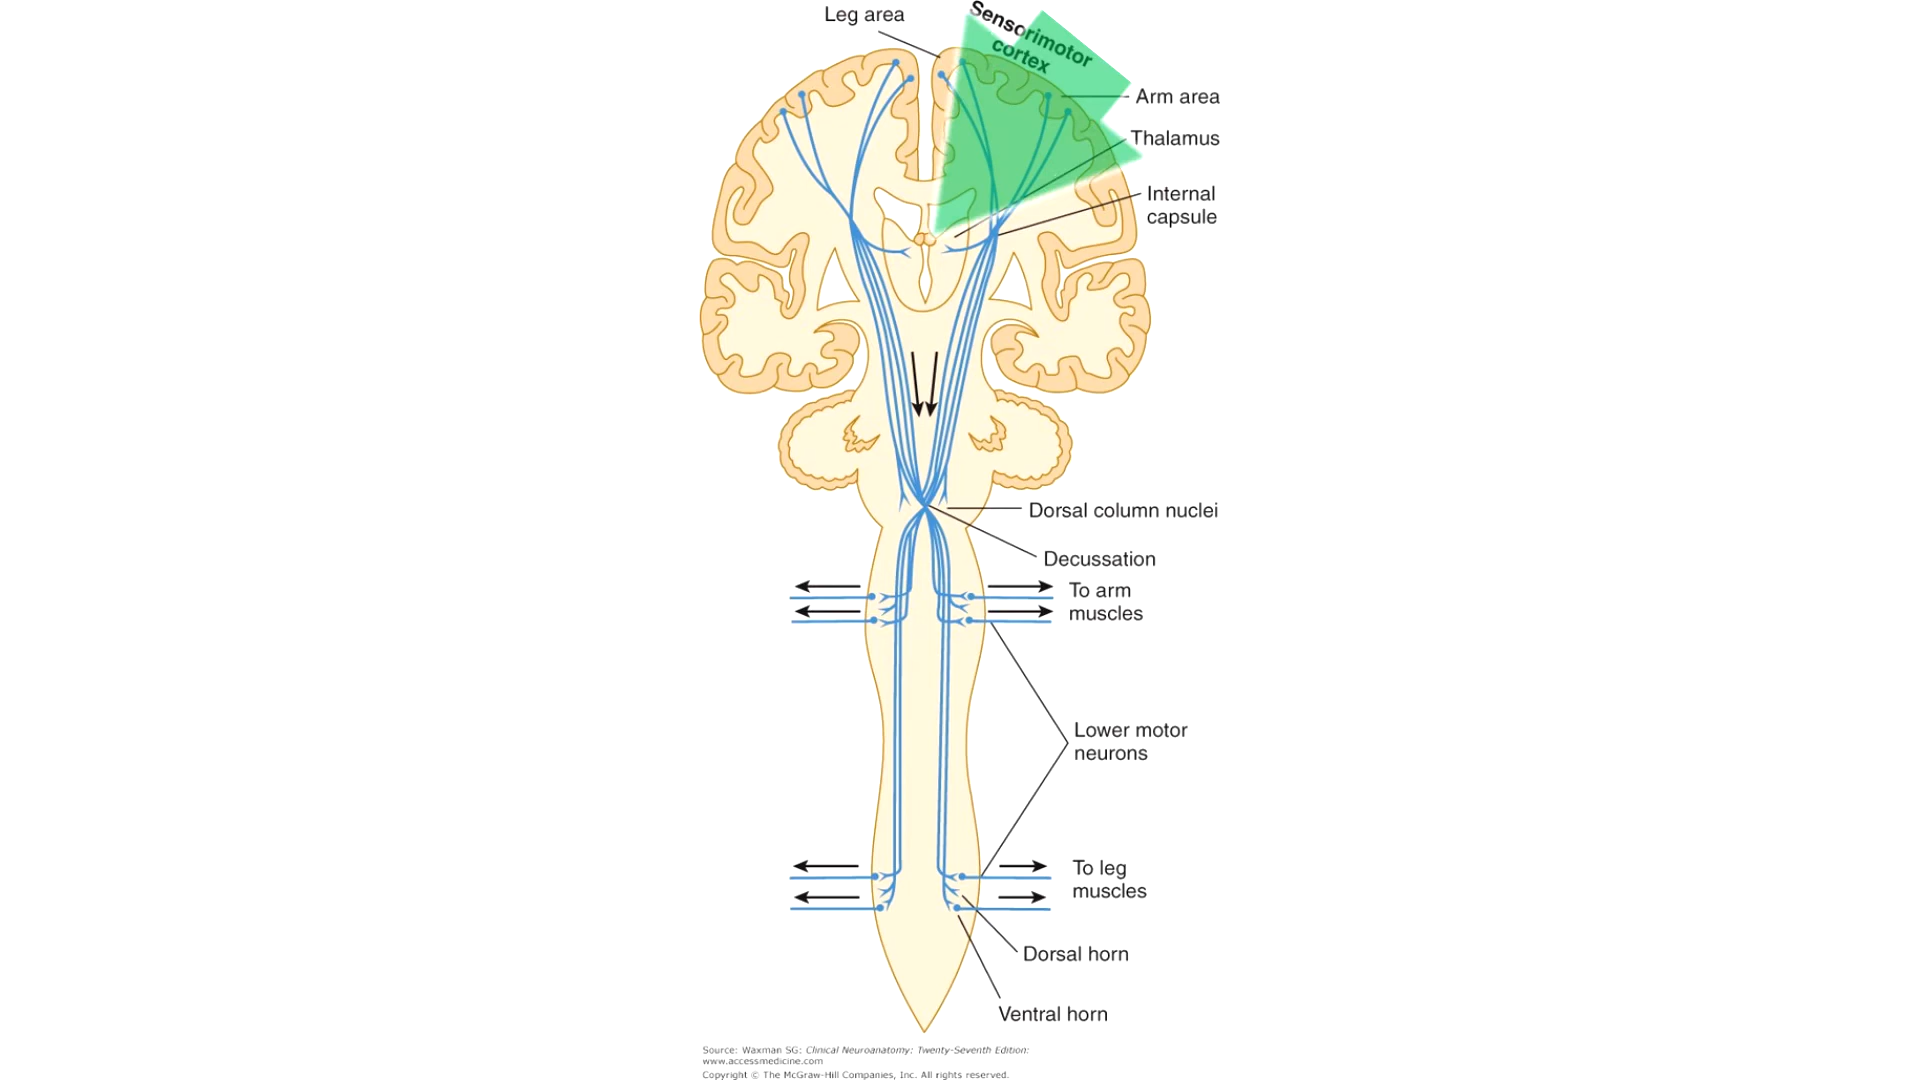 Leg area
Sensorimotor
cortex
Arm area
Thalamus
Internal
capsule
Dorsal column nuclei
Decussation
To arm
muscles
Lower motor
neurons
To leg
muscles
Dorsal horn
Ventral horn
Source: Waxman SG: Clinical Neuroanatomy: Twenty-Seventh Edition:
www.accessmedicine.com
Copyright © The McGraw-Hill Companies, Inc. All rights reserved.